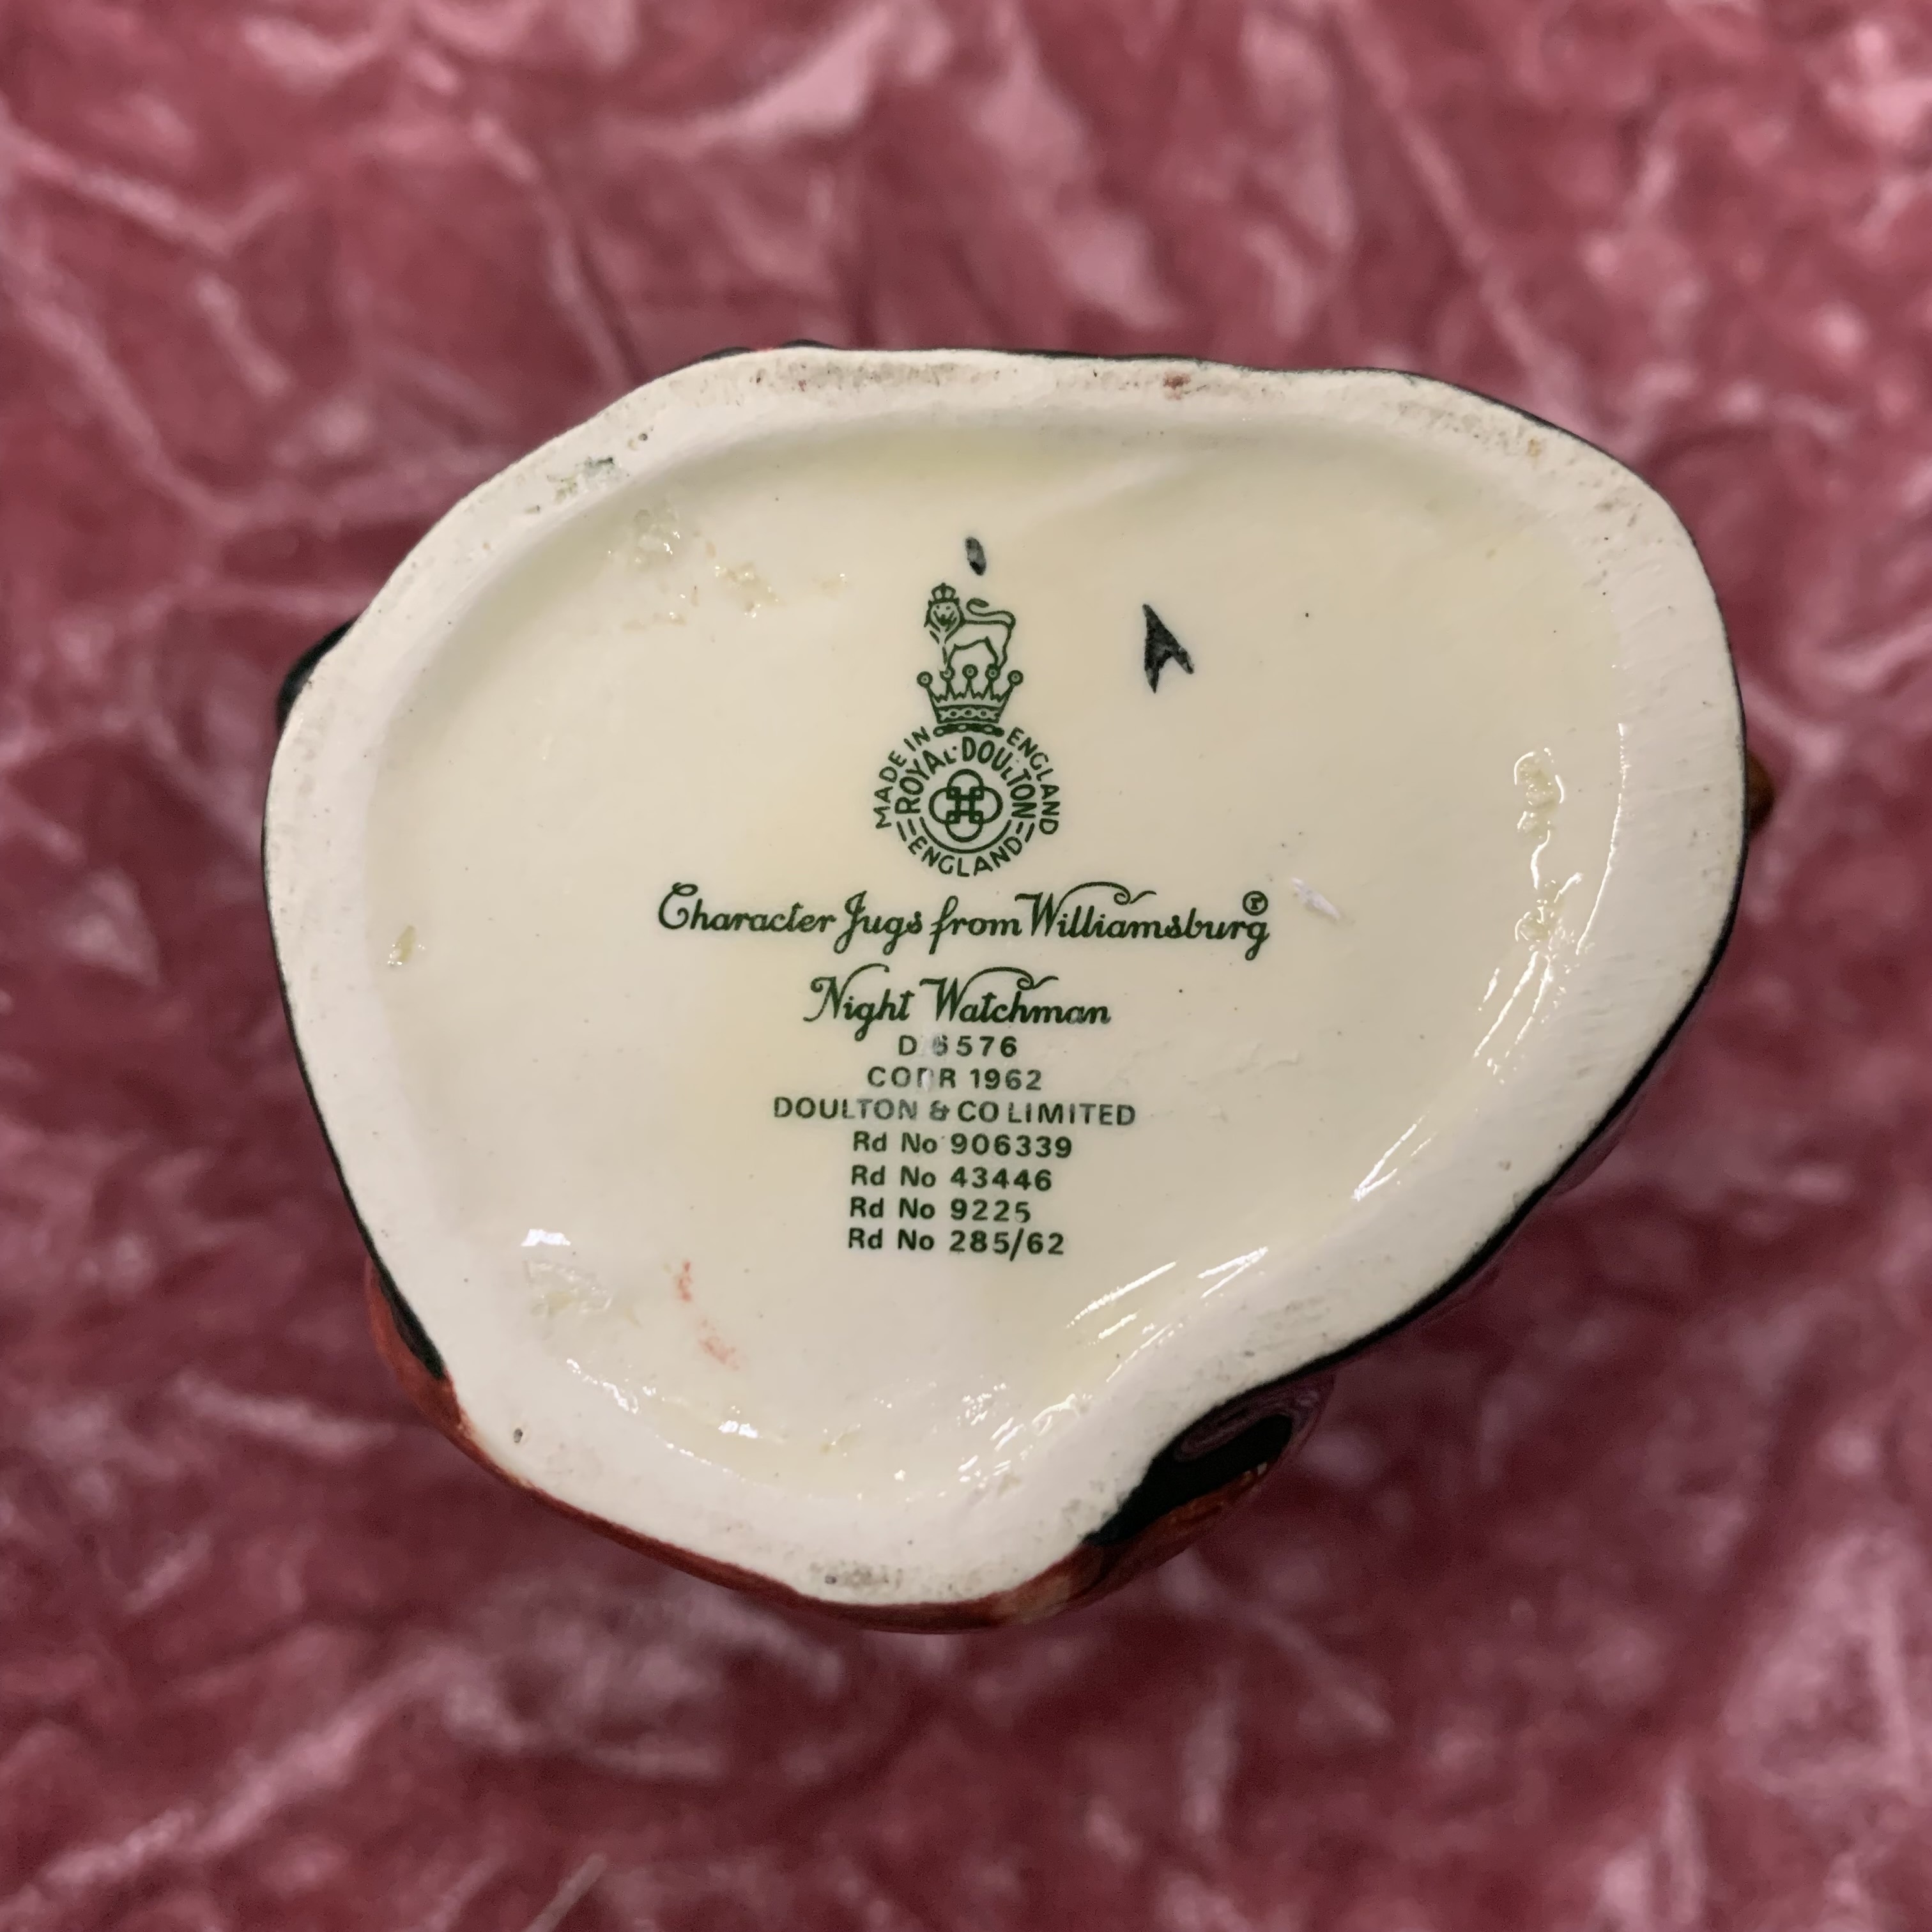 A
MADE IN ENGLAND
ROYAL·DOULTON
ENGLAND
Character Jugs from Williamsburg ®
Night Watchman
D 6576
COPR 1962
DOULTON & CO LIMITED
Rd No 906339
Rd No 43446
Rd No 9225
Rd No 285/62